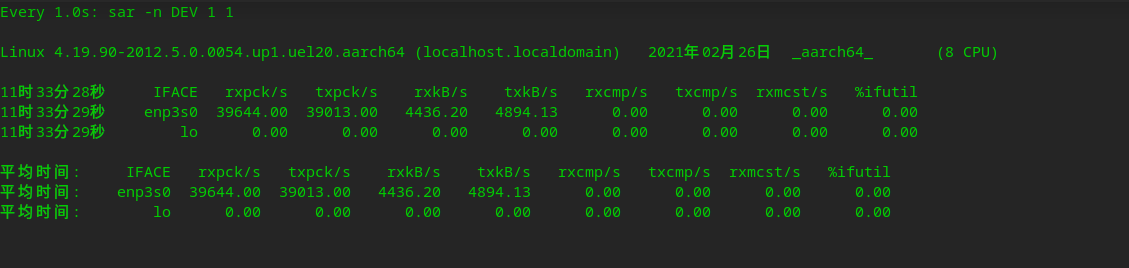 Every 1.0s: sar -n DEV 1 1
Linux 4.19.90-2012.5.0.0054.up1.uel20.aarch64 (localhost.localdomain) 2021年02月26日 _aarch64_ (8 CPU)
11时33分28秒 IFACE rxpck/s txpck/s rxkB/s txkB/s rxcmp/s txcmp/s rxmcst/s %ifutil
11时33分29秒 enp3s0 39644.00 39013.00 4436.20 4894.13 0.00 0.00 0.00 0.00
11时33分29秒 lo 0.00 0.00 0.00 0.00 0.00 0.00 0.00 0.00
平均时间: IFACE rxpck/s txpck/s rxkB/s txkB/s rxcmp/s txcmp/s rxmcst/s %ifutil
平均时间: enp3s0 39644.00 39013.00 4436.20 4894.13 0.00 0.00 0.00 0.00
平均时间: lo 0.00 0.00 0.00 0.00 0.00 0.00 0.00 0.00